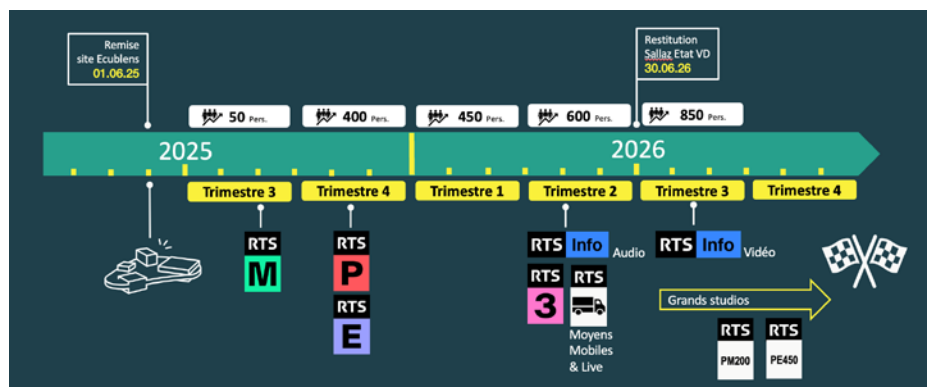 Remise
site Ecublens
01.06.25
Restitution
Sallaz Etat VD
30.06.26
50 Pers.
400 Pers.
450 Pers.
600 Pers.
850 Pers.
2025
2026
Trimestre 3
Trimestre 4
Trimestre 1
Trimestre 2
Trimestre 3
Trimestre 4
RTS
M
RTS
P
RTS
E
RTS Info Audio
RTS
3
RTS
Moyens
Mobiles
& Live
RTS Info Vidéo
Grands studios
RTS
PM200
RTS
PE450